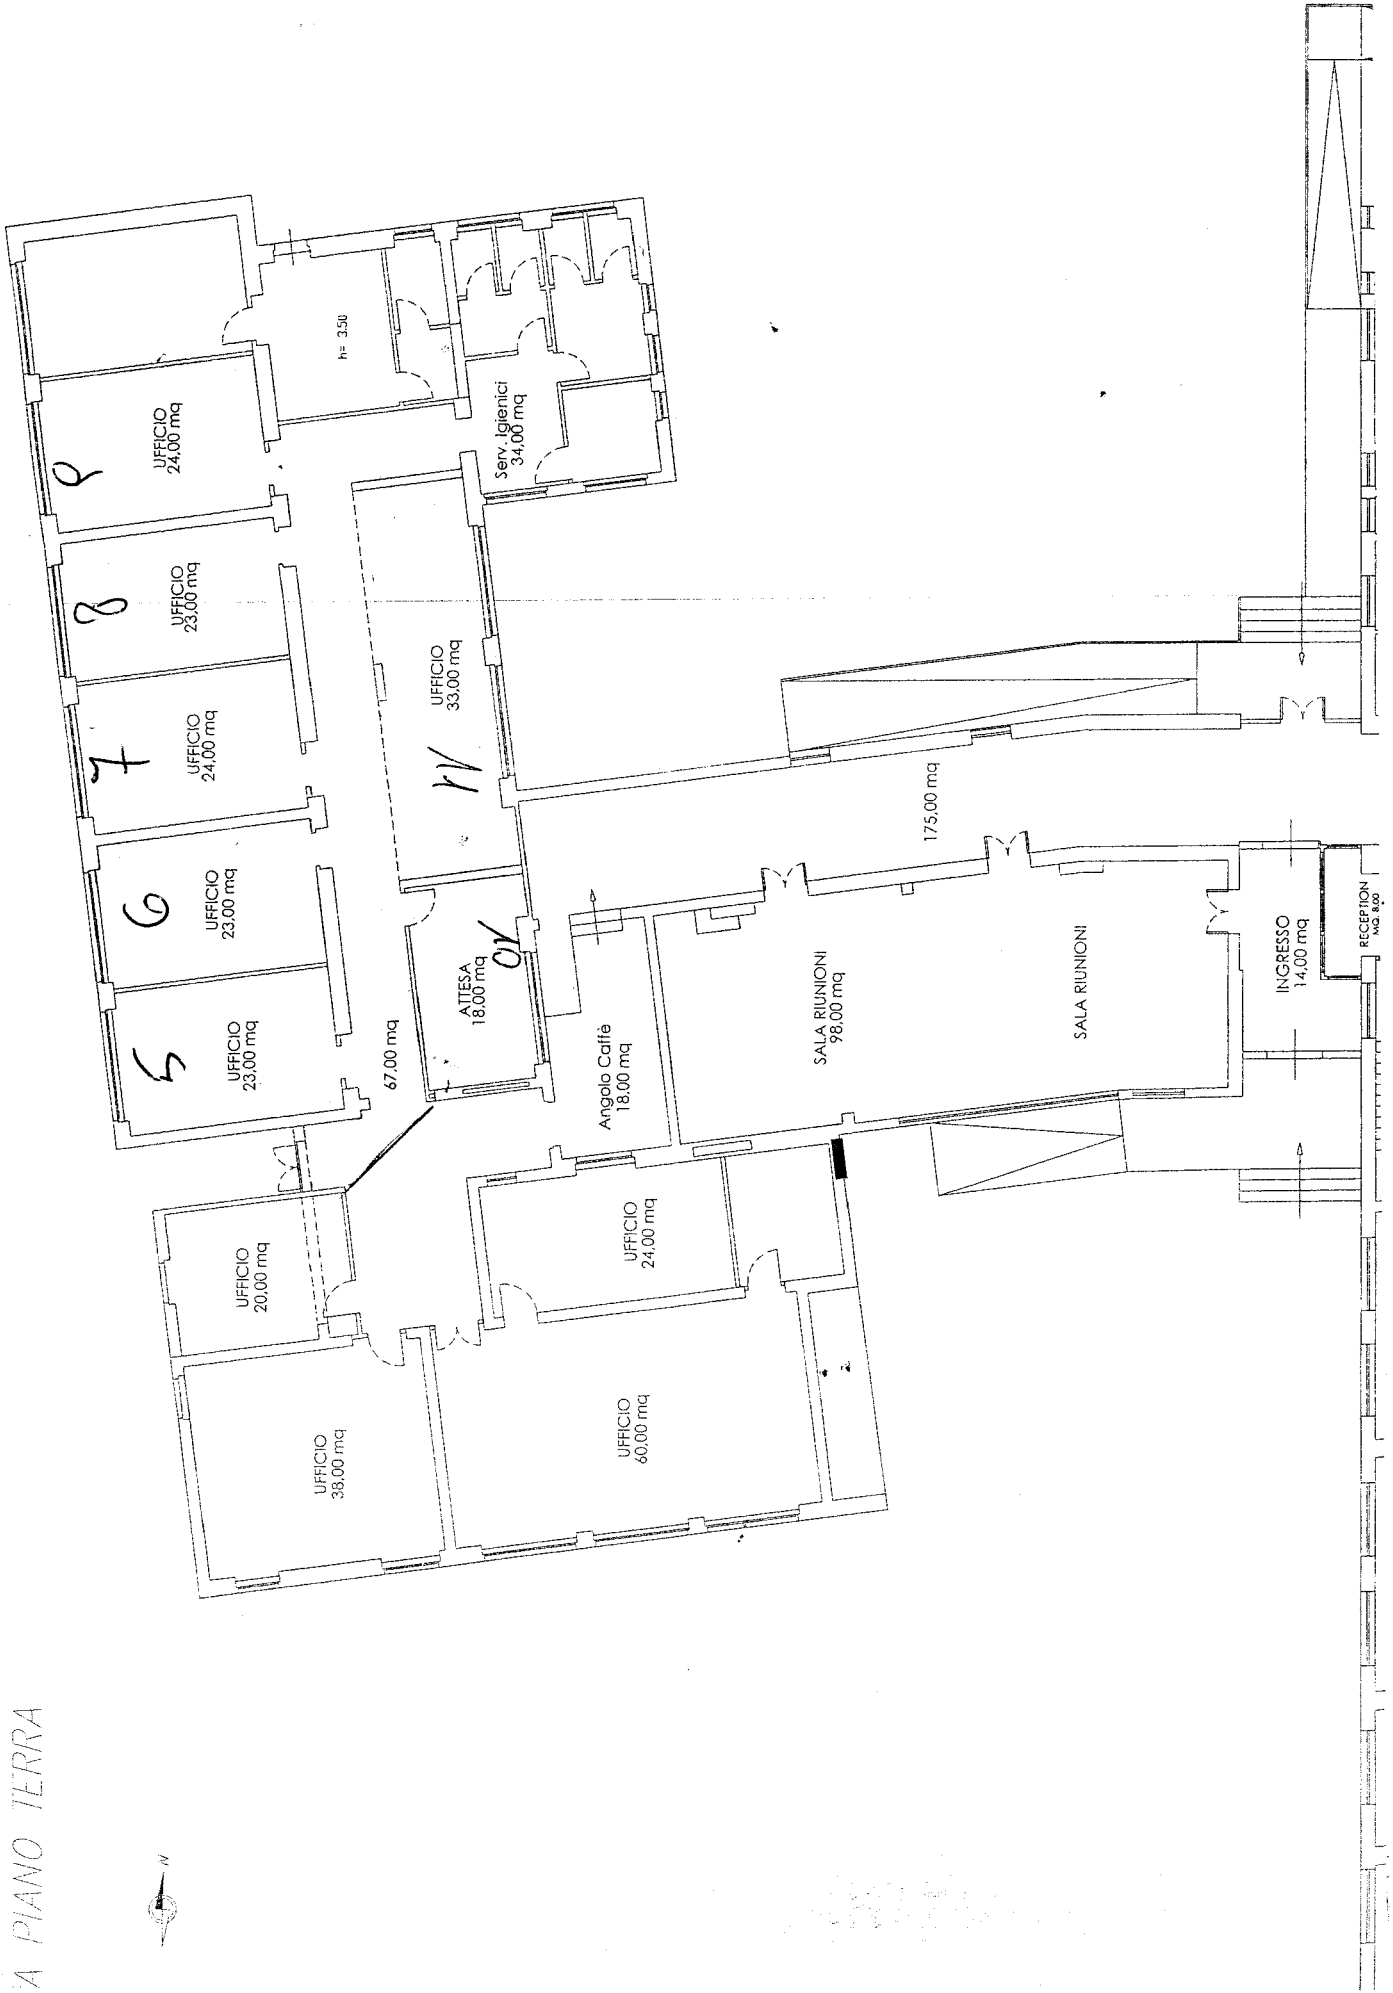 A PIANO TERRA
N
9
UFFICIO
24,00 mq
8
UFFICIO
23,00 mq
7
UFFICIO
24,00 mq
6
UFFICIO
23,00 mq
5
UFFICIO
23,00 mq
h= 3.50
Serv. Igienici
34,00 mq
UFFICIO
33,00 mq
11
10
ATTESA
18,00 mq
67,00 mq
Angolo Caffè
18,00 mq
UFFICIO
20,00 mq
UFFICIO
38,00 mq
UFFICIO
24,00 mq
UFFICIO
60,00 mq
175,00 mq
SALA RIUNIONI
98,00 mq
SALA RIUNIONI
INGRESSO
14,00 mq
RECEPTION
MQ. 8,00